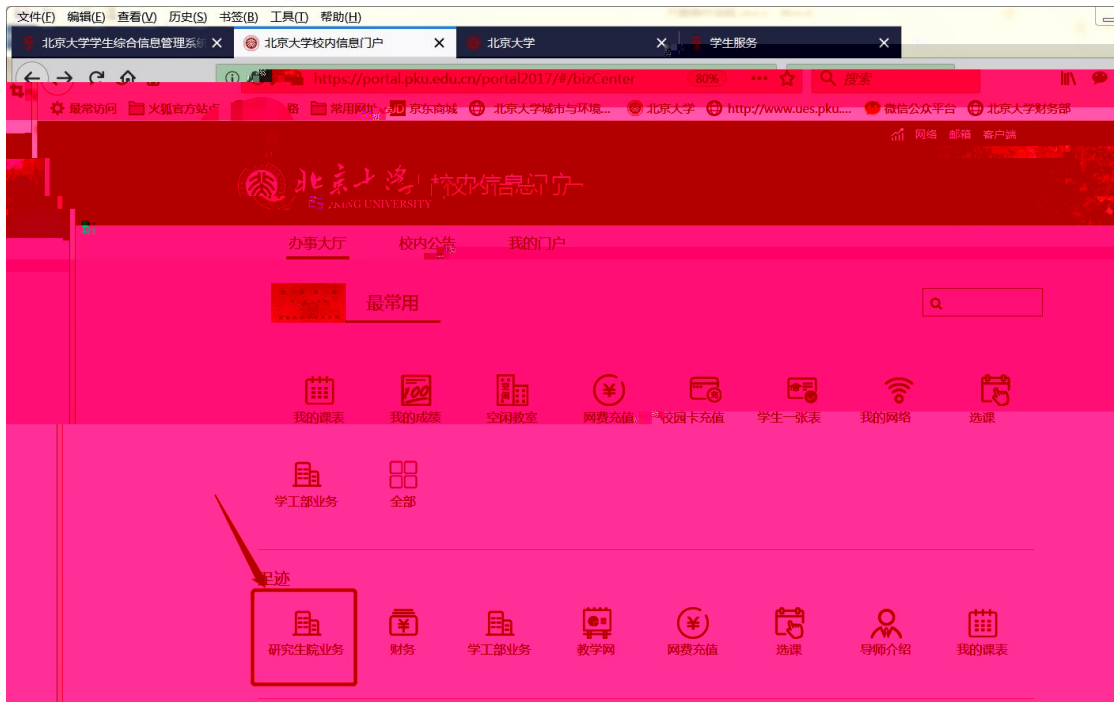 文件(F) 编辑(E) 查看(V) 历史(S) 书签(B) 工具(T) 帮助(H)
北京大学学生综合信息管理系统 北京大学校内信息门户 北京大学 学生服务
https://portal.pku.edu.cn/portal2017/#/bizCenter 80% 搜索
最常访问 火狐官方站点 常用网址 JD 京东商城 北京大学城市与环境... 北京大学 http://www.ues.pku.... 微信公众平台 北京大学财务部
网络 邮箱 客户端
北京大学 校内信息门户
PEKING UNIVERSITY
办事大厅 校内公告 我的门户
最常用
我的课表 我的成绩 空闲教室 网费充值 校园卡充值 学生一张表 我的网络 选课
学工部业务 全部
足迹
研究生院业务 财务 学工部业务 教学网 网费充值 选课 导师介绍 我的课表